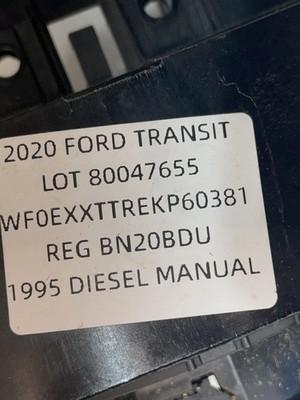 2020 FORD TRANSIT
LOT 80047655
WF0EXXTTREKP60381
REG BN20BDU
1995 DIESEL MANUAL